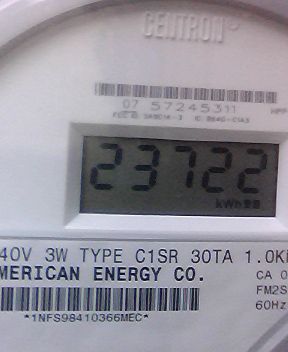 CENTRON
07 57245311
23722
kWh
40V 3W TYPE C1SR 30TA 1.0K
MERICAN ENERGY CO.
CA 0
FM2S
60Hz
*1NFS98410366MEC*